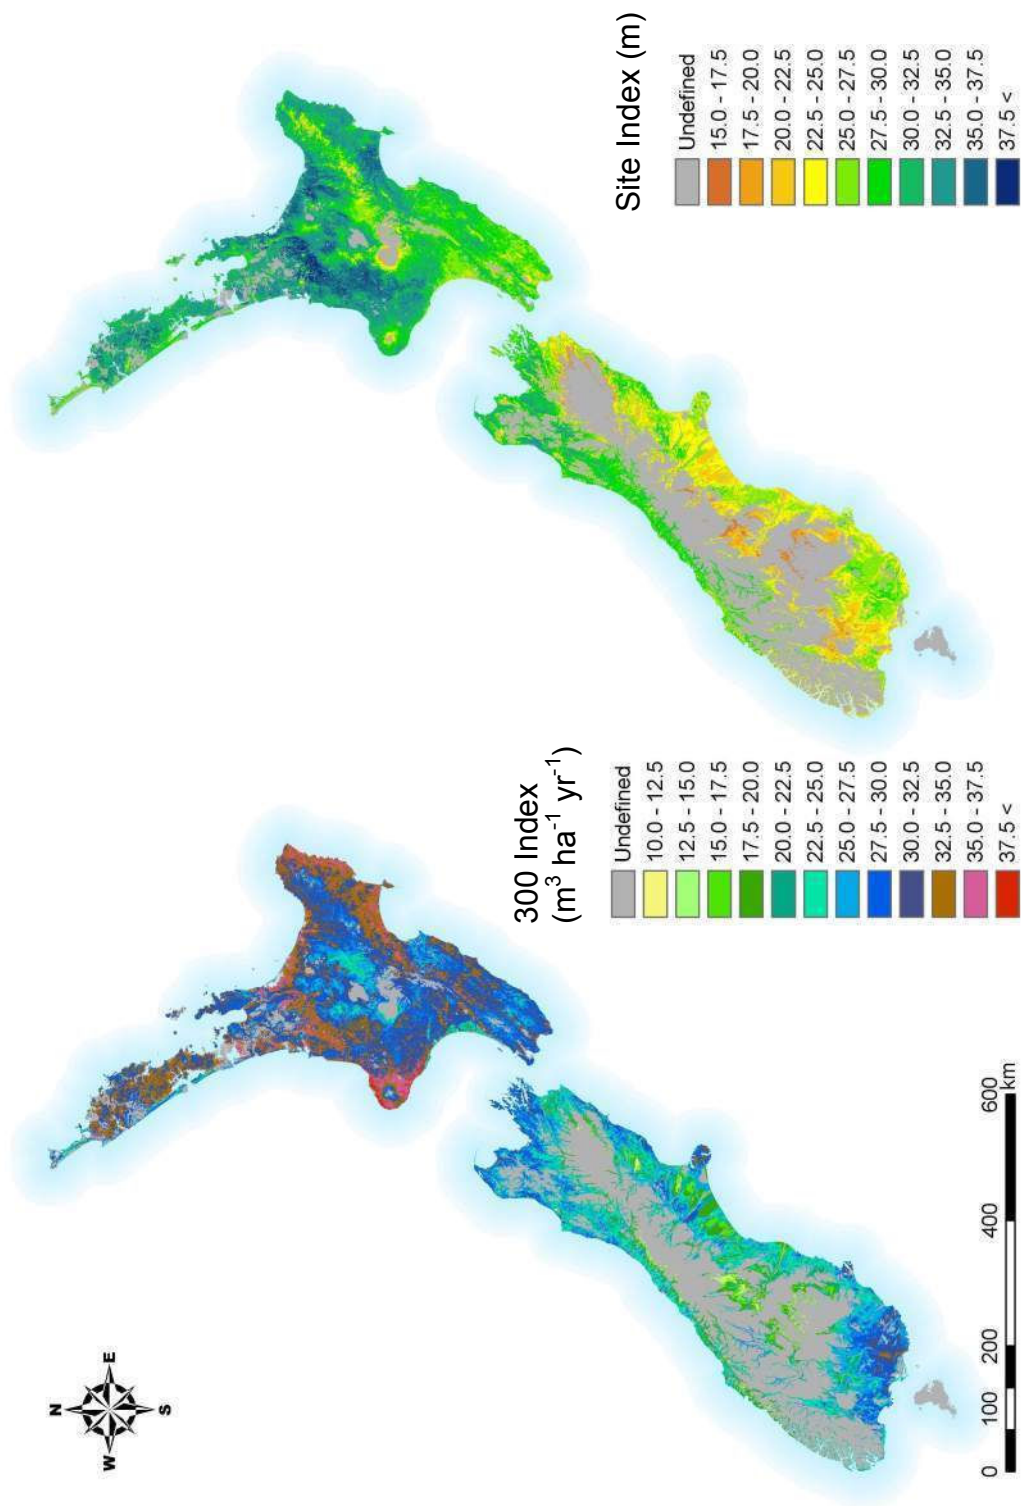 N
W
E
S
300 Index
(m³ ha⁻¹ yr⁻¹)
Undefined
10.0 - 12.5
12.5 - 15.0
15.0 - 17.5
17.5 - 20.0
20.0 - 22.5
22.5 - 25.0
25.0 - 27.5
27.5 - 30.0
30.0 - 32.5
32.5 - 35.0
35.0 - 37.5
37.5 <
0 100 200 400 600
km
Site Index (m)
Undefined
15.0 - 17.5
17.5 - 20.0
20.0 - 22.5
22.5 - 25.0
25.0 - 27.5
27.5 - 30.0
30.0 - 32.5
32.5 - 35.0
35.0 - 37.5
37.5 <